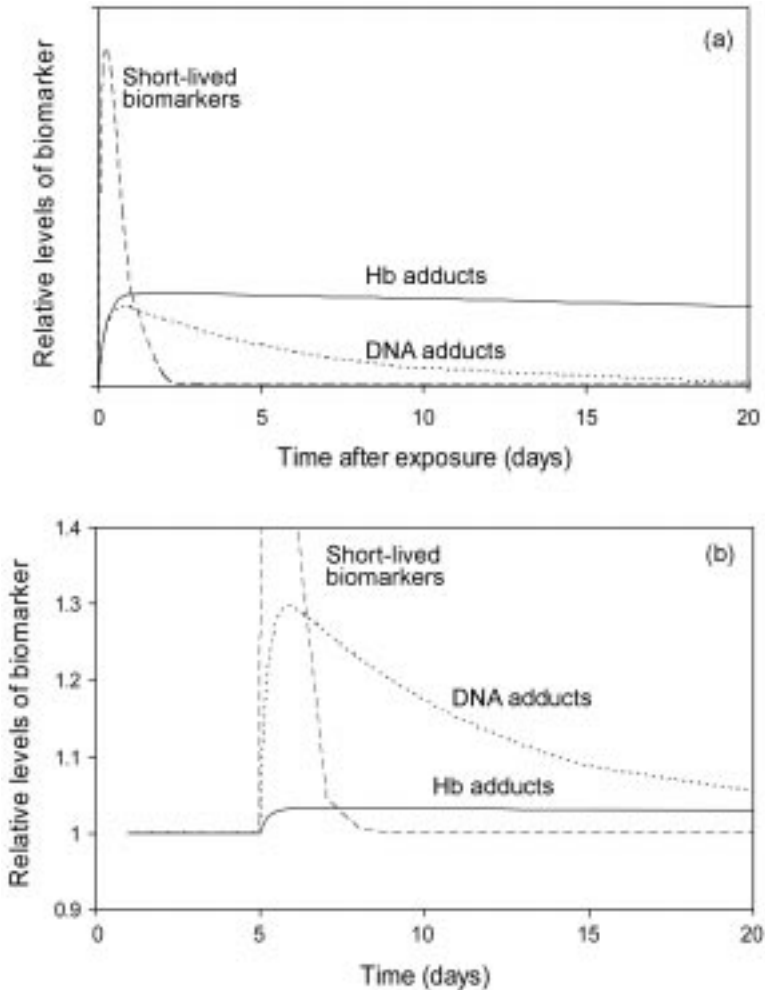 (a)
Short-lived
biomarkers
Relative levels of biomarker
Hb adducts
DNA adducts
0
5
10
15
20
Time after exposure (days)
1.4
Short-lived
biomarkers
(b)
1.3
Relative levels of biomarker
1.2
DNA adducts
1.1
Hb adducts
1
0.9
0
5
10
15
20
Time (days)